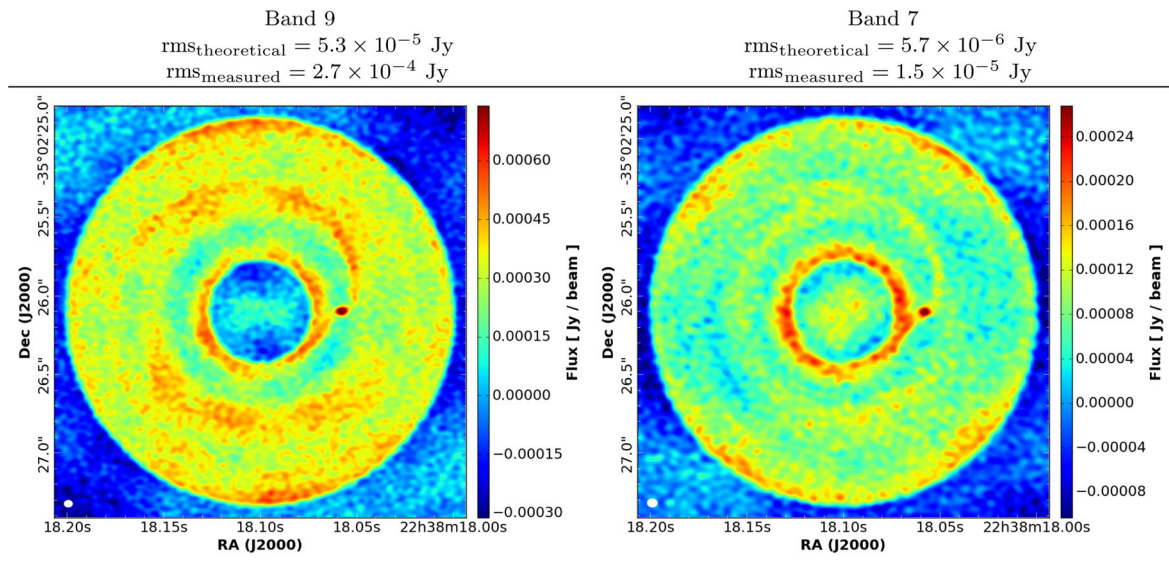 Band 9
rms_theoretical = 5.3 × 10^−5 Jy
rms_measured = 2.7 × 10^−4 Jy
Band 7
rms_theoretical = 5.7 × 10^−6 Jy
rms_measured = 1.5 × 10^−5 Jy
Dec (J2000)
-35°02'25.0"
25.5"
26.0"
26.5"
27.0"
18.20s 18.15s 18.10s 18.05s 22h38m18.00s
RA (J2000)
0.00060
0.00045
0.00030
0.00015
0.00000
−0.00015
−0.00030
Flux [ Jy / beam ]
Dec (J2000)
-35°02'25.0"
25.5"
26.0"
26.5"
27.0"
18.20s 18.15s 18.10s 18.05s 22h38m18.00s
RA (J2000)
0.00024
0.00020
0.00016
0.00012
0.00008
0.00004
0.00000
−0.00004
−0.00008
Flux [ Jy / beam ]